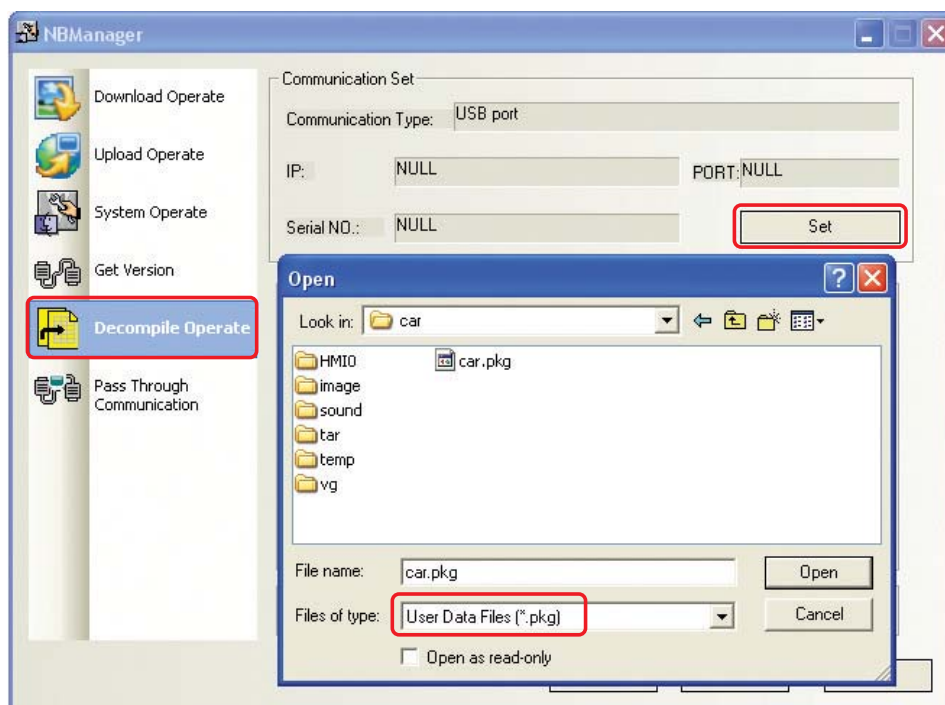 NBManager
Download Operate
Upload Operate
System Operate
Get Version
Decompile Operate
Pass Through
Communication
Communication Set
Communication Type: USB port
IP: NULL PORT: NULL
Serial NO.: NULL Set
Open
Look in: car
HMI0 car.pkg
image
sound
tar
temp
vg
File name: car.pkg Open
Files of type: User Data Files (*.pkg) Cancel
Open as read-only